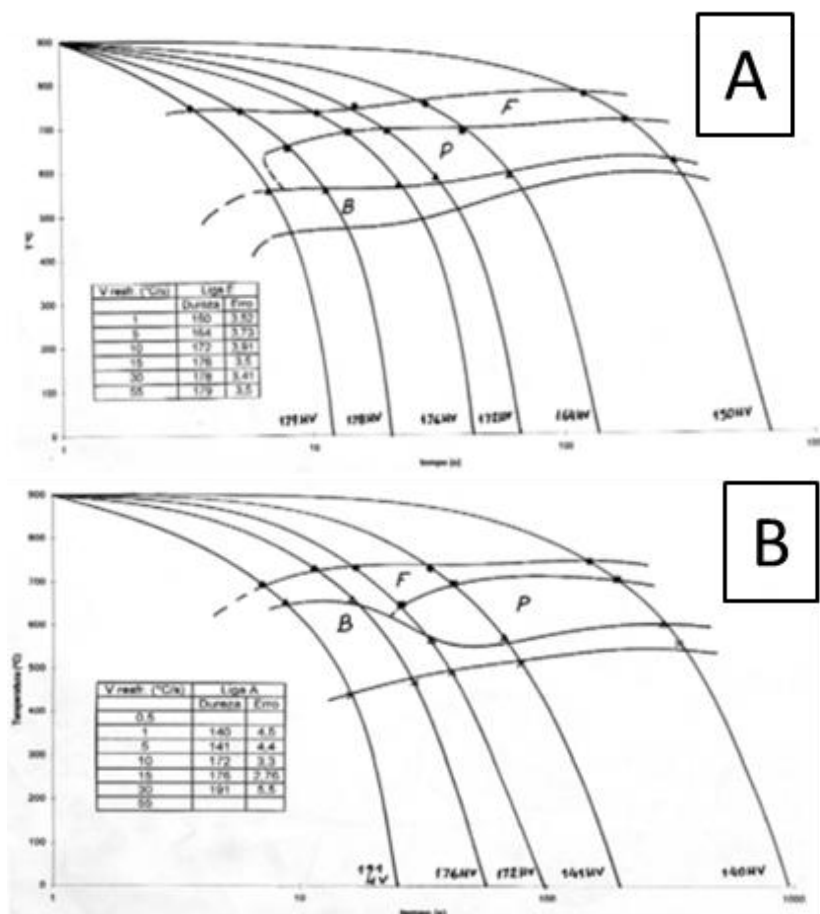 A
900
800
F
700
P
600
B
500
400
V resfr. (°C/s) Liga E
Dureza Erro
300
1 150 3,52
5 164 3,73
200
10 172 3,91
15 176 3,5
30 178 3,41
100
55 179 3,5
179HV 178HV 176HV 172HV 164HV 150HV
0
1 10 100
tempo (s)
B
900
800
700
F
P
B
600
500
Temperatura (°C)
V resfr. (°C/s) Liga A
Dureza Erro
400
0,5
1 140 4,5
5 141 4,4
300
10 172 3,3
15 176 2,76
30 191 5,5
200
55
100
191 HV 176HV 172HV 141HV 140HV
0
1 10 100 1000